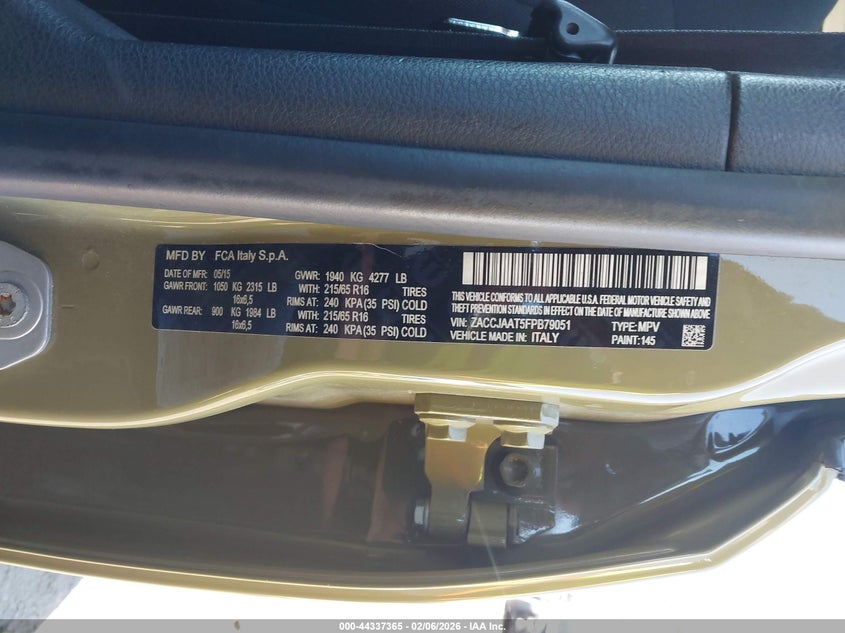 MFD BY FCA Italy S.p.A.
DATE OF MFD 05/15 GVWR: 1940 KG 4277 LB
GAWR FRONT: 1050 KG 2315 LB WITH: 215/65 R16 TIRES
16x6,5 RIMS AT: 240 KPA (35 PSI) COLD
GAWR REAR: 900 KG 1984 LB WITH: 215/65 R16 TIRES
16x6,5 RIMS AT: 240 KPA (35 PSI) COLD
THIS VEHICLE CONFORMS TO ALL APPLICABLE U.S.A. FEDERAL MOTOR VEHICLE SAFETY AND
THEFT PREVENTION STANDARDS IN EFFECT ON THE DATE OF MANUFACTURE SHOWN ABOVE.
VIN: ZACCJAAT5FPB79051 TYPE: MPV
VEHICLE MADE IN: ITALY PAINT: 145
000-44337365 - 02/06/2026 - IAA Inc.